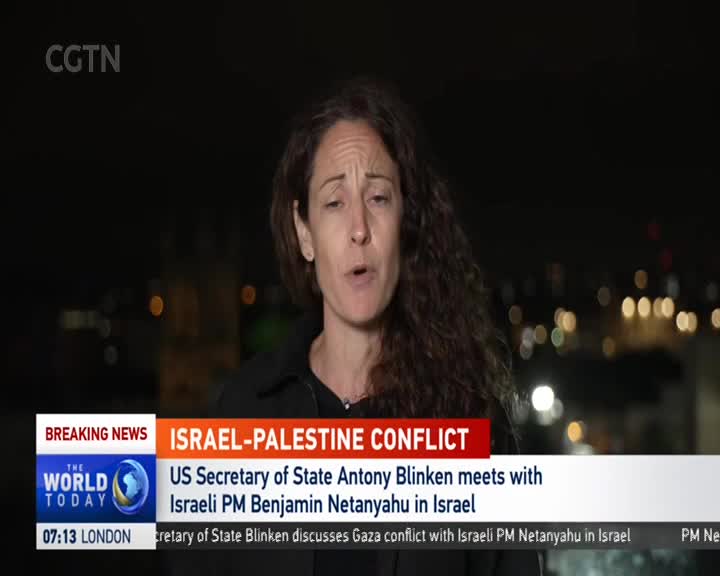 CGTN
BREAKING NEWS
ISRAEL-PALESTINE CONFLICT
THE
WORLD
TODAY
US Secretary of State Antony Blinken meets with
Israeli PM Benjamin Netanyahu in Israel
07:13 LONDON
cretary of State Blinken discusses Gaza conflict with Israeli PM Netanyahu in Israel PM Ne